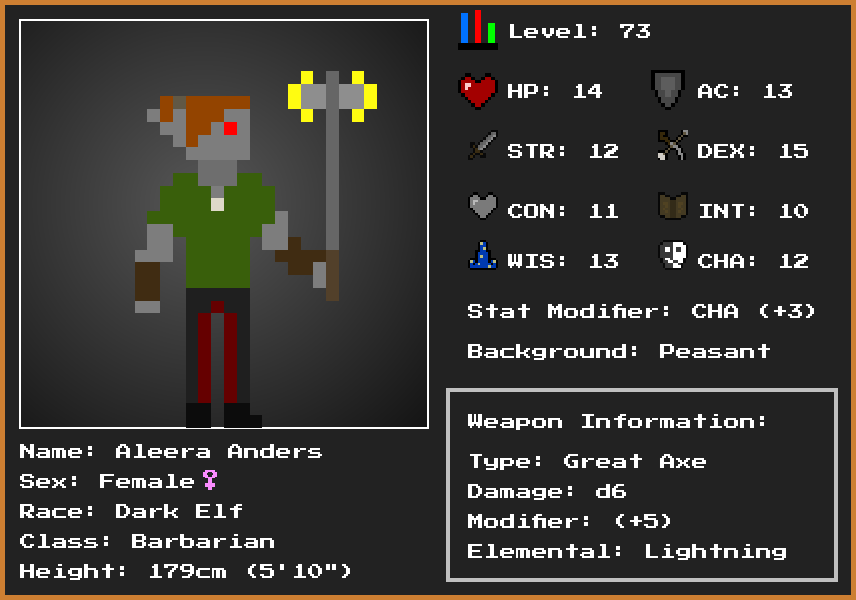 Level: 73
HP: 14
AC: 13
STR: 12
DEX: 15
CON: 11
INT: 10
WIS: 13
CHA: 12
Stat Modifier: CHA (+3)
Background: Peasant
Weapon Information:
Type: Great Axe
Damage: d6
Modifier: (+5)
Elemental: Lightning
Name: Aleera Anders
Sex: Female♀
Race: Dark Elf
Class: Barbarian
Height: 179cm (5'10")